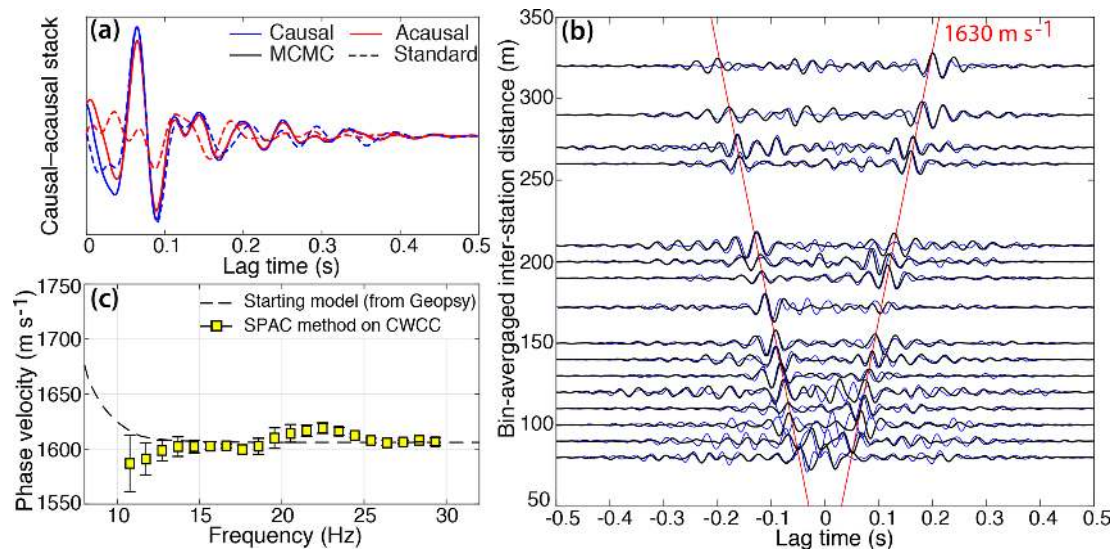 (a)
Causal
Acausal
MCMC
Standard
Causal–acausal stack
0 0.1 0.2 0.3 0.4 0.5
Lag time (s)
(b)
1630 m s⁻¹
Bin-avergaged inter-station distance (m)
350
300
250
200
150
100
50
-0.5 -0.4 -0.3 -0.2 -0.1 0 0.1 0.2 0.3 0.4 0.5
Lag time (s)
(c)
Starting model (from Geopsy)
SPAC method on CWCC
Phase velocity (m s⁻¹)
1750
1700
1650
1600
1550
10 15 20 25 30
Frequency (Hz)